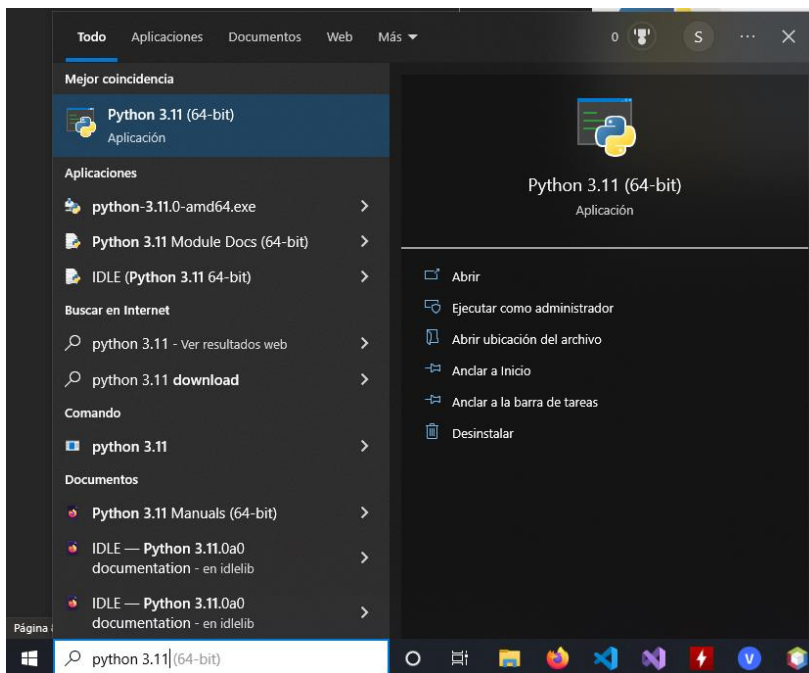 Todo Aplicaciones Documentos Web Más 0 S ...
Mejor coincidencia
Python 3.11 (64-bit)
Aplicación
Aplicaciones
python-3.11.0-amd64.exe
Python 3.11 Module Docs (64-bit)
IDLE (Python 3.11 64-bit)
Buscar en Internet
python 3.11 - Ver resultados web
python 3.11 download
Comando
python 3.11
Documentos
Python 3.11 Manuals (64-bit)
IDLE — Python 3.11.0a0
documentation - en idlelib
IDLE — Python 3.11.0a0
documentation - en idlelib
Python 3.11 (64-bit)
Aplicación
Abrir
Ejecutar como administrador
Abrir ubicación del archivo
Anclar a Inicio
Anclar a la barra de tareas
Desinstalar
Página
python 3.11 (64-bit)
V